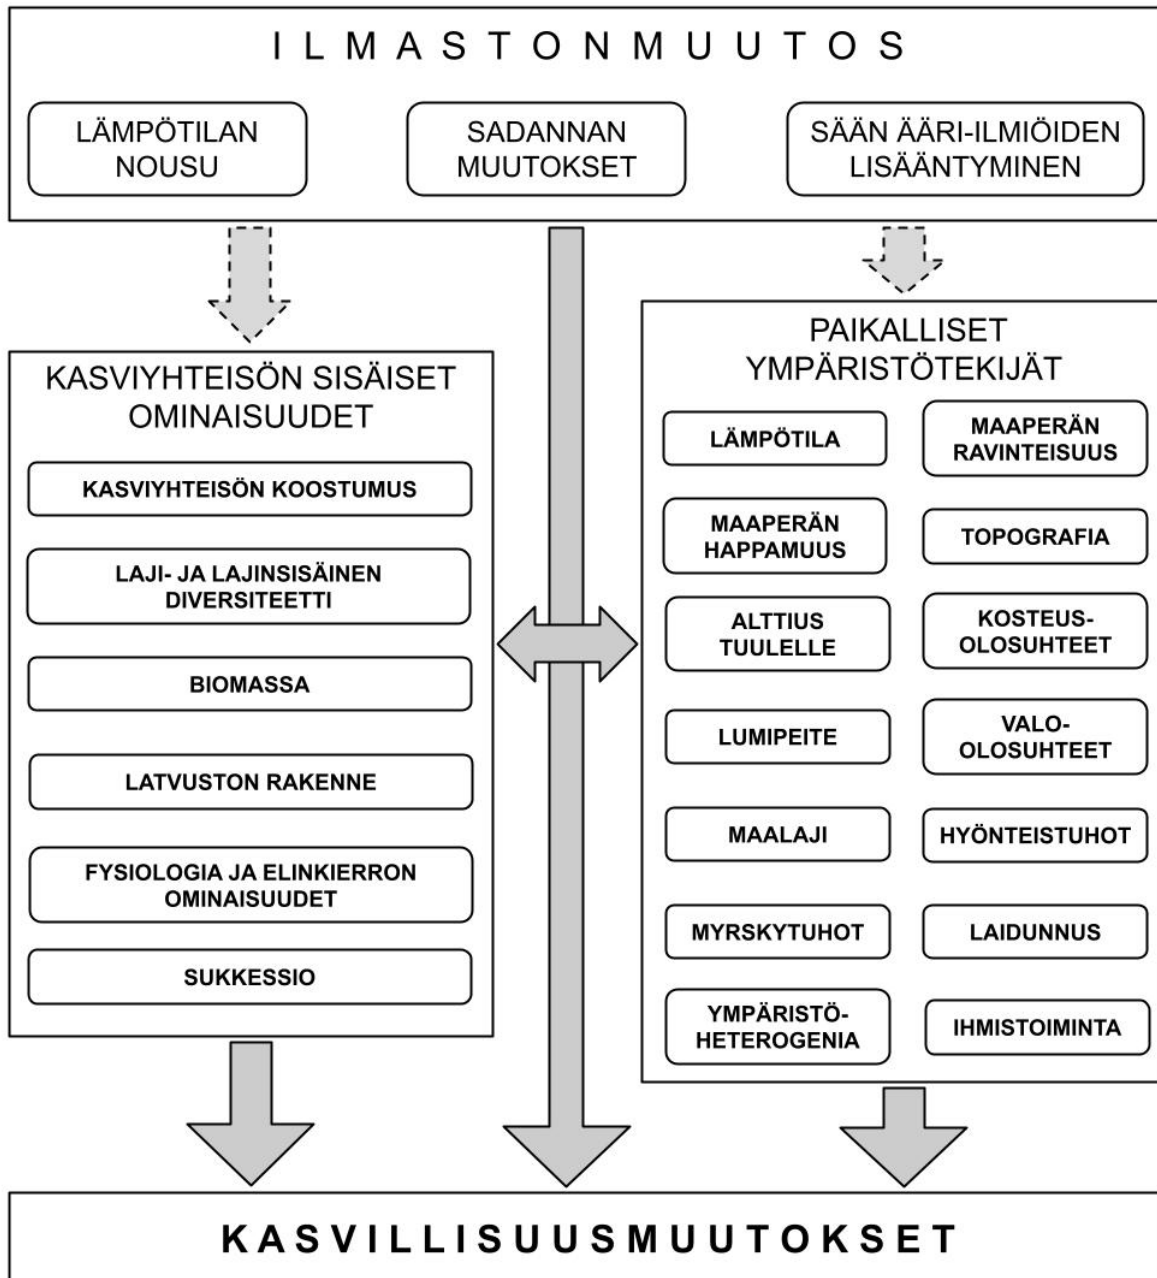 ILMASTONMUUTOS
LÄMPÖTILAN
NOUSU
SADANNAN
MUUTOKSET
SÄÄN ÄÄRI-ILMIÖIDEN
LISÄÄNTYMINEN
KASVIYHTEISÖN SISÄISET
OMINAISUUDET
KASVIYHTEISÖN KOOSTUMUS
LAJI- JA LAJINSISÄINEN
DIVERSITEETTI
BIOMASSA
LATVUSTON RAKENNE
FYSIOLOGIA JA ELINKIERRON
OMINAISUUDET
SUKKESSIO
PAIKALLISET
YMPÄRISTÖTEKIJÄT
LÄMPÖTILA
MAAPERÄN
RAVINTEISUUS
MAAPERÄN
HAPPAMUUS
TOPOGRAFIA
ALTTIUS
TUULELLE
KOSTEUS-
OLOSUHTEET
LUMIPEITE
VALO-
OLOSUHTEET
MAALAJI
HYÖNTEISTUHOT
MYRSKYTUHOT
LAIDUNNUS
YMPÄRISTÖ-
HETEROGENIA
IHMISTOIMINTA
KASVILLISUUSMUUTOKSET